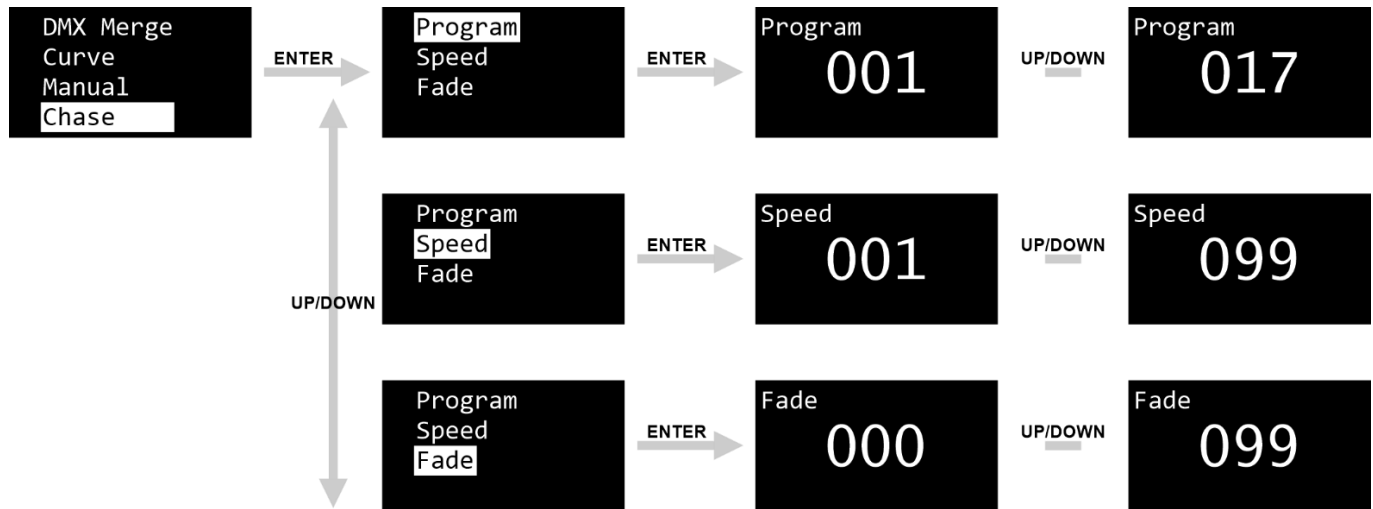 DMX Merge
Curve
Manual
Chase
ENTER
Program
Speed
Fade
ENTER
Program
001
UP/DOWN
Program
017
UP/DOWN
Program
Speed
Fade
ENTER
Speed
001
UP/DOWN
Speed
099
Program
Speed
Fade
ENTER
Fade
000
UP/DOWN
Fade
099